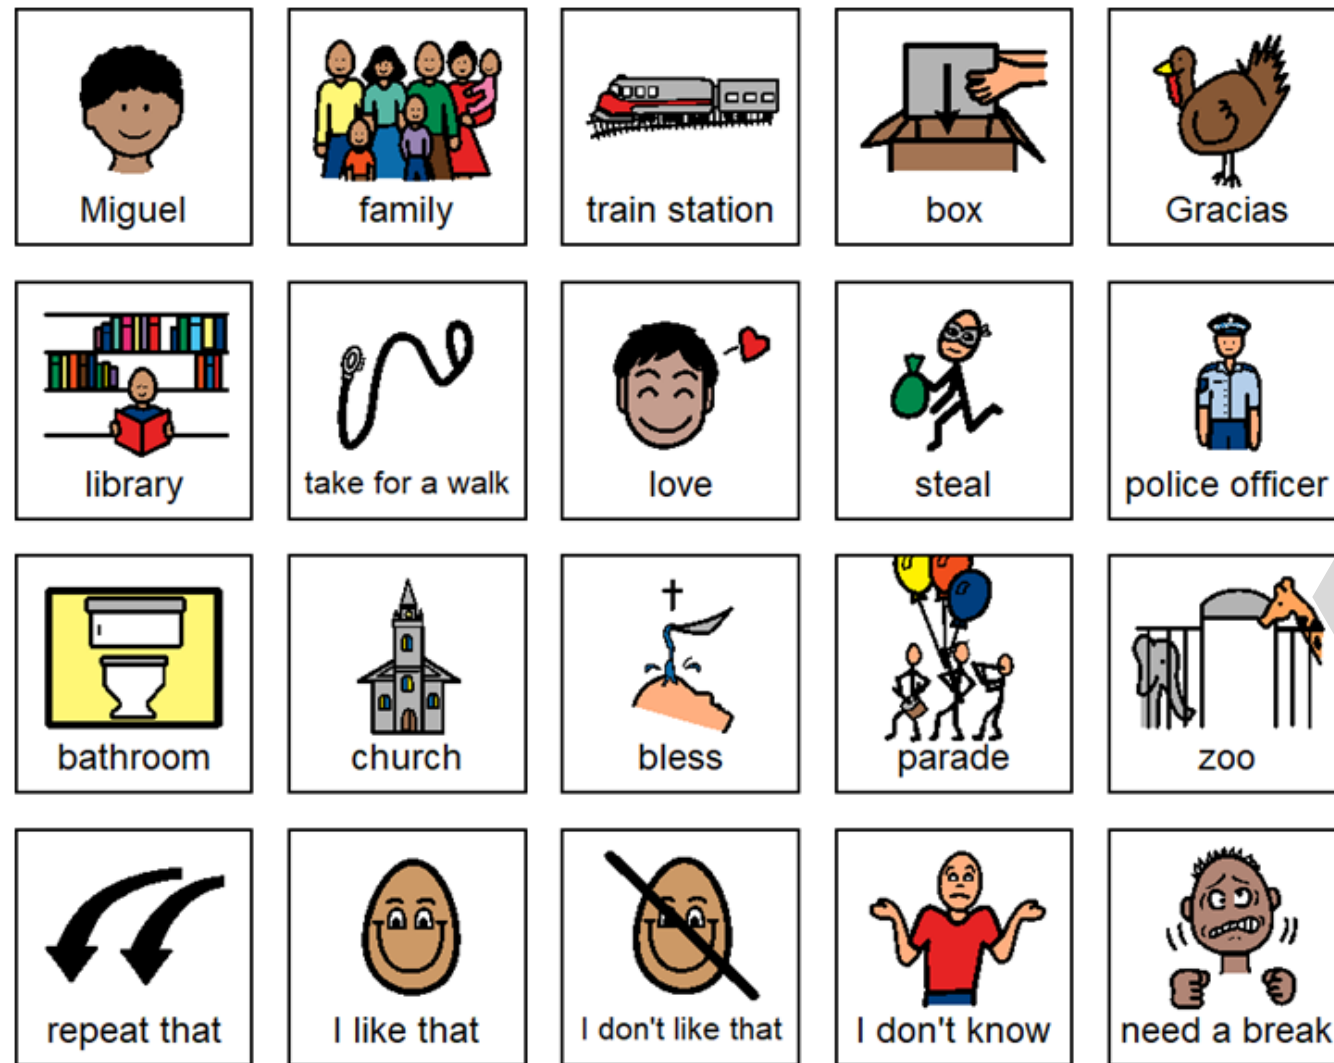 Miguel
family
train station
box
Gracias
library
take for a walk
love
steal
police officer
bathroom
church
bless
parade
zoo
repeat that
I like that
I don't like that
I don't know
need a break